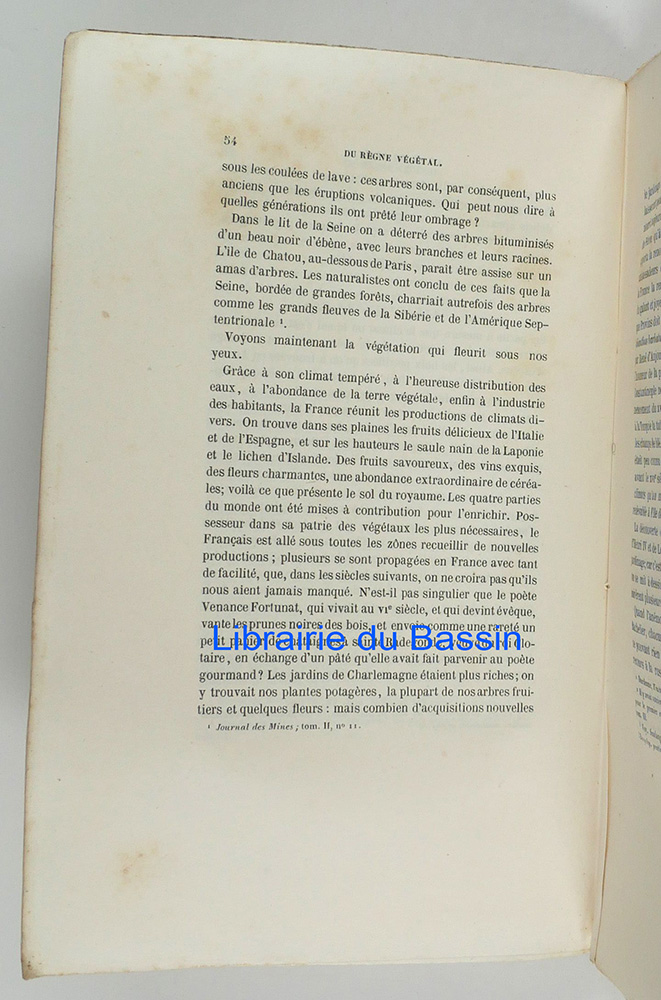 54
DU RÈGNE VÉGÉTAL.
sous les coulées de lave : ces arbres sont, par conséquent, plus
anciens que les éruptions volcaniques. Qui peut nous dire à
quelles générations ils ont prêté leur ombrage ?
Dans le lit de la Seine on a déterré des arbres bituminisés
d'un beau noir d'ébène, avec leurs branches et leurs racines.
L'île de Chatou, au-dessous de Paris, paraît être assise sur un
amas d'arbres. Les naturalistes ont conclu de ces faits que la
Seine, bordée de grandes forêts, charriait autrefois des arbres
comme les grands fleuves de la Sibérie et de l'Amérique Sep-
tentrionale ¹.
Voyons maintenant la végétation qui fleurit sous nos
yeux.
Grâce à son climat tempéré, à l'heureuse distribution des
eaux, à l'abondance de la terre végétale, enfin à l'industrie
des habitants, la France réunit les productions de climats di-
vers. On trouve dans ses plaines les fruits délicieux de l'Italie
et de l'Espagne, et sur les hauteurs le saule nain de la Laponie
et le lichen d'Islande. Des fruits savoureux, des vins exquis,
des fleurs charmantes, une abondance extraordinaire de céréa-
les; voilà ce que présente le sol du royaume. Les quatre parties
du monde ont été mises à contribution pour l'enrichir. Pos-
sesseur dans sa patrie des végétaux les plus nécessaires, le
Français est allé sous toutes les zônes recueillir de nouvelles
productions ; plusieurs se sont propagées en France avec tant
de facilité, que, dans les siècles suivants, on ne croira pas qu'ils
nous aient jamais manqué. N'est-il pas singulier que le poète
Venance Fortunat, qui vivait au VIe siècle, et qui devint évêque,
vante les prunes noires des bois, et envoie comme une rareté un
petit panier de châtaignes à sainte Radegonde
Librairie du Bassin
clo-
taire, en échange d'un pâté qu'elle avait fait parvenir au poète
gourmand ? Les jardins de Charlemagne étaient plus riches; on
y trouvait nos plantes potagères, la plupart de nos arbres frui-
tiers et quelques fleurs : mais combien d'acquisitions nouvelles
¹ Journal des Mines ; tom. II, nº 11.